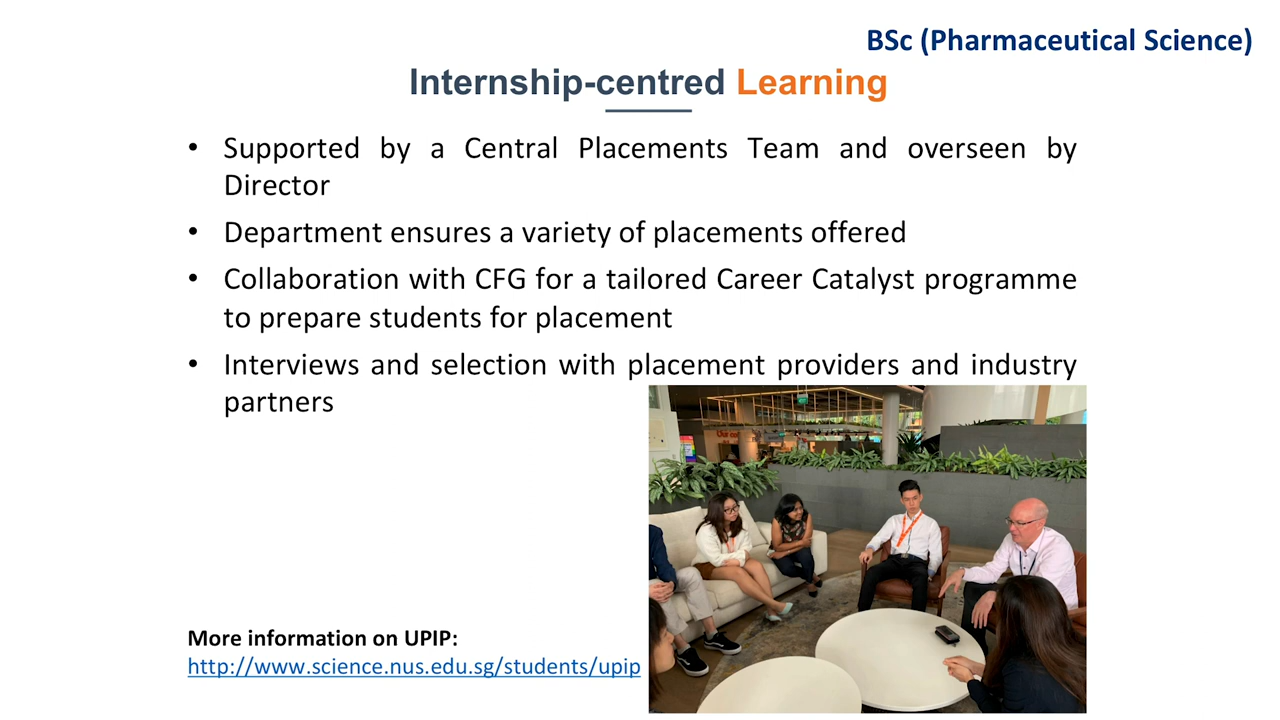 BSc (Pharmaceutical Science)
Internship-centred Learning
• Supported by a Central Placements Team and overseen by
Director
• Department ensures a variety of placements offered
• Collaboration with CFG for a tailored Career Catalyst programme
to prepare students for placement
• Interviews and selection with placement providers and industry
partners
More information on UPIP:
http://www.science.nus.edu.sg/students/upip